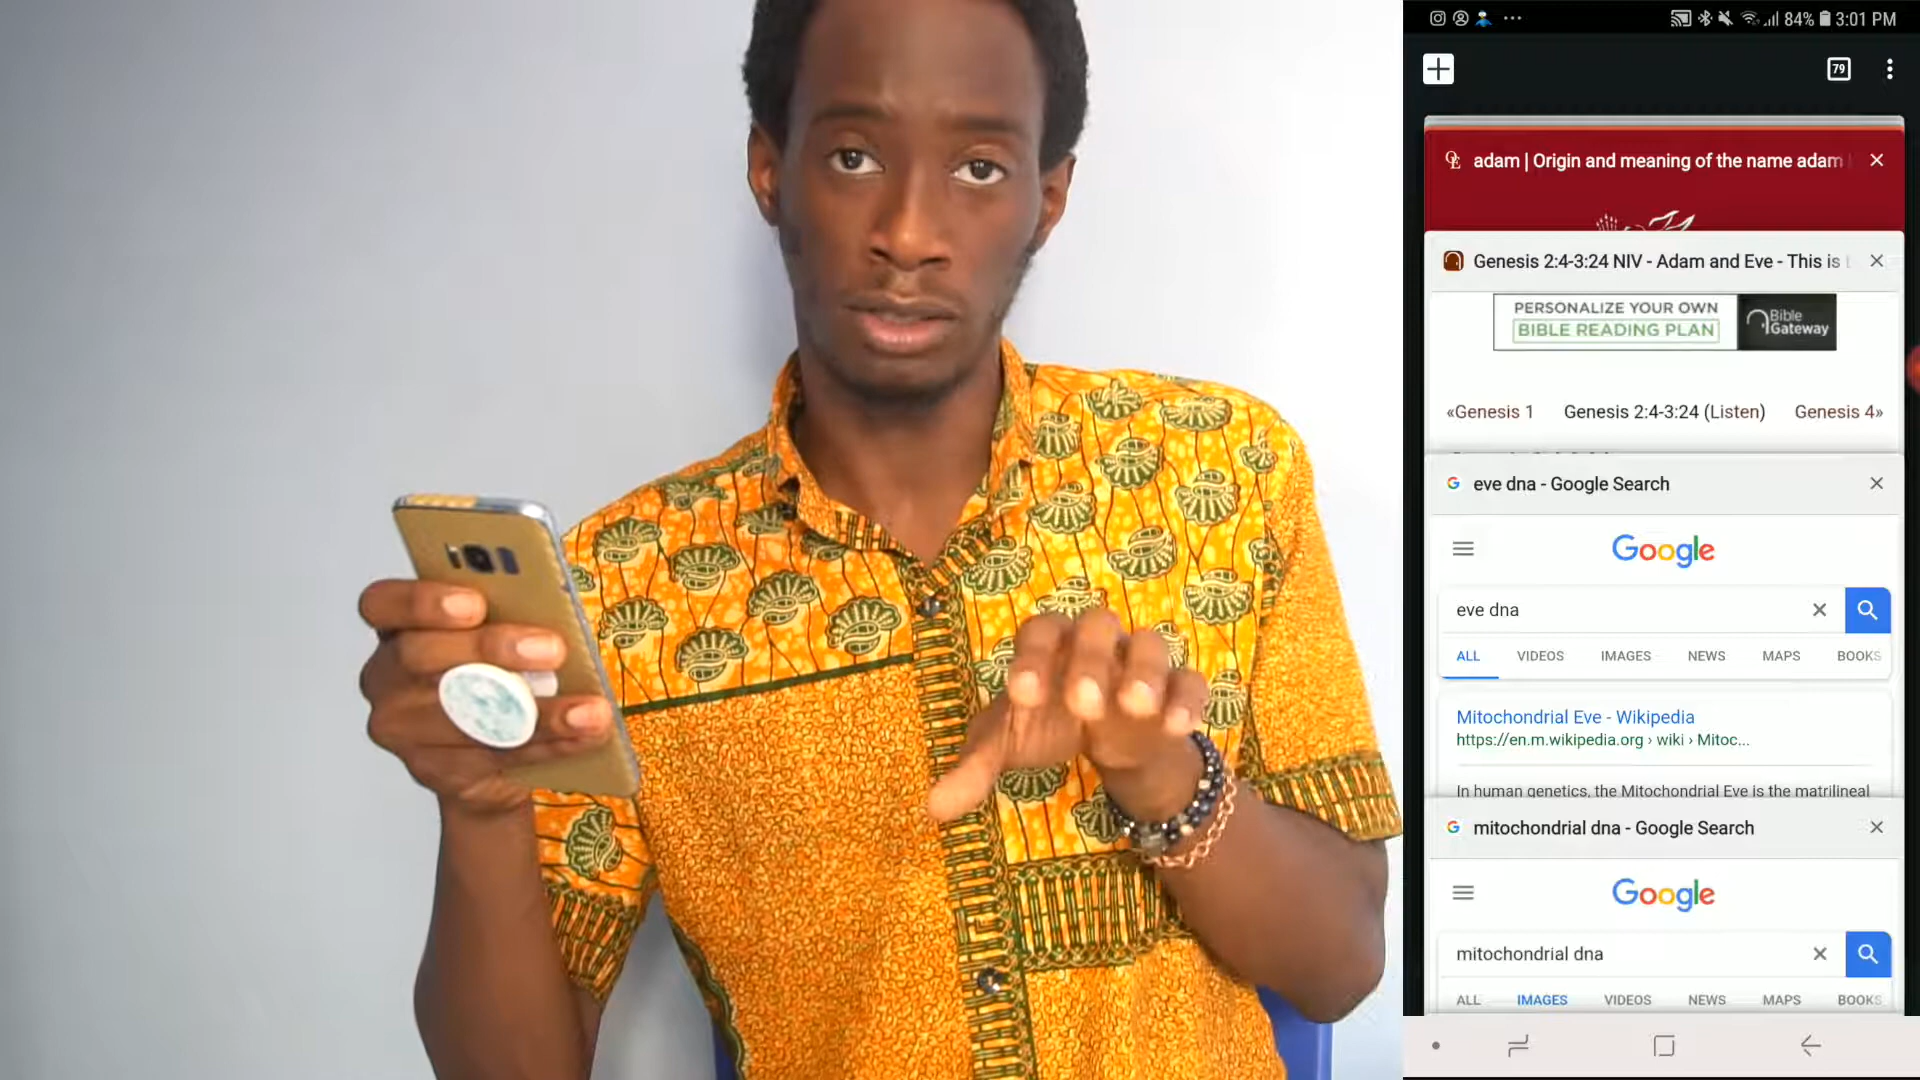 84% 3:01 PM
79
adam | Origin and meaning of the name adam
Genesis 2:4-3:24 NIV - Adam and Eve - This is
PERSONALIZE YOUR OWN
BIBLE READING PLAN
Bible
Gateway
«Genesis 1 Genesis 2:4-3:24 (Listen) Genesis 4»
eve dna - Google Search
Google
eve dna
ALL VIDEOS IMAGES NEWS MAPS BOOKS
Mitochondrial Eve - Wikipedia
https://en.m.wikipedia.org › wiki › Mitoc...
In human genetics, the Mitochondrial Eve is the matrilineal
mitochondrial dna - Google Search
Google
mitochondrial dna
ALL IMAGES VIDEOS NEWS MAPS BOOKS